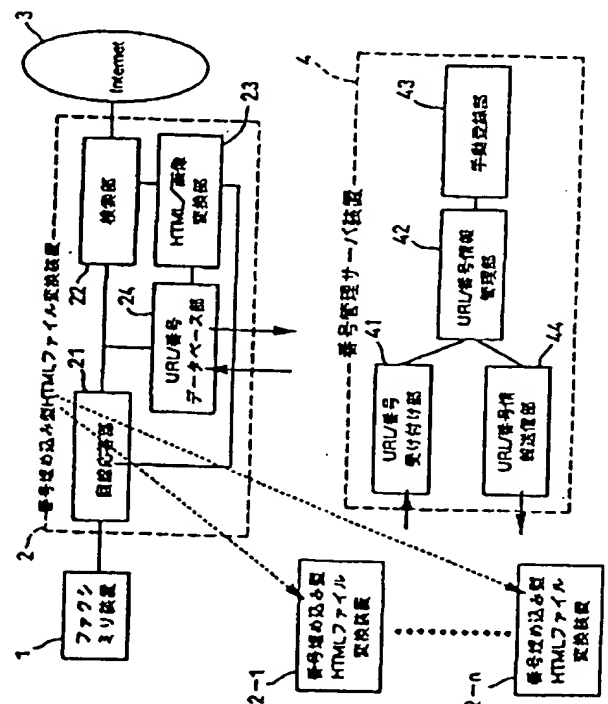 3
Internet
4
2
番号埋め込み型HTMLファイル変換装置
22
検索部
23
HTML/画像
変換部
24
URL/番号
データベース部
21
回線応答部
1
ファクシ
ミリ装置
番号管理サーバ装置
43
手動登録部
42
URL/番号情報
管理部
41
URL/番号
受け付け部
44
URL/番号情
報送信部
2-1
番号埋め込み型
HTMLファイル
変換装置
2-n
番号埋め込み型
HTMLファイル
変換装置